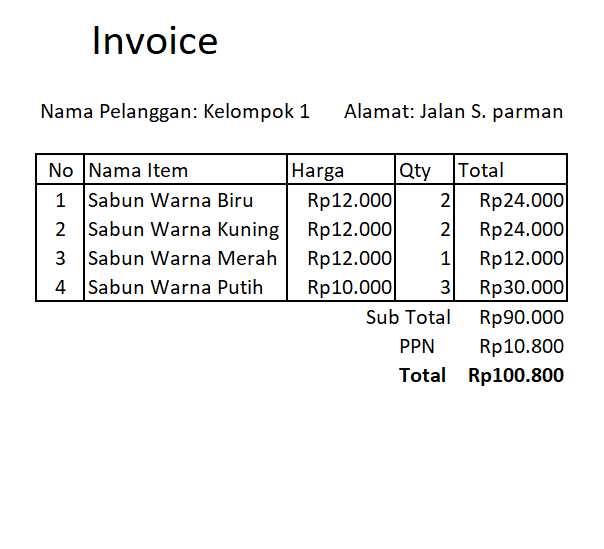 Invoice
Nama Pelanggan: Kelompok 1 Alamat: Jalan S. parman
No Nama Item Harga Qty Total
1 Sabun Warna Biru Rp12.000 2 Rp24.000
2 Sabun Warna Kuning Rp12.000 2 Rp24.000
3 Sabun Warna Merah Rp12.000 1 Rp12.000
4 Sabun Warna Putih Rp10.000 3 Rp30.000
Sub Total Rp90.000
PPN Rp10.800
Total Rp100.800